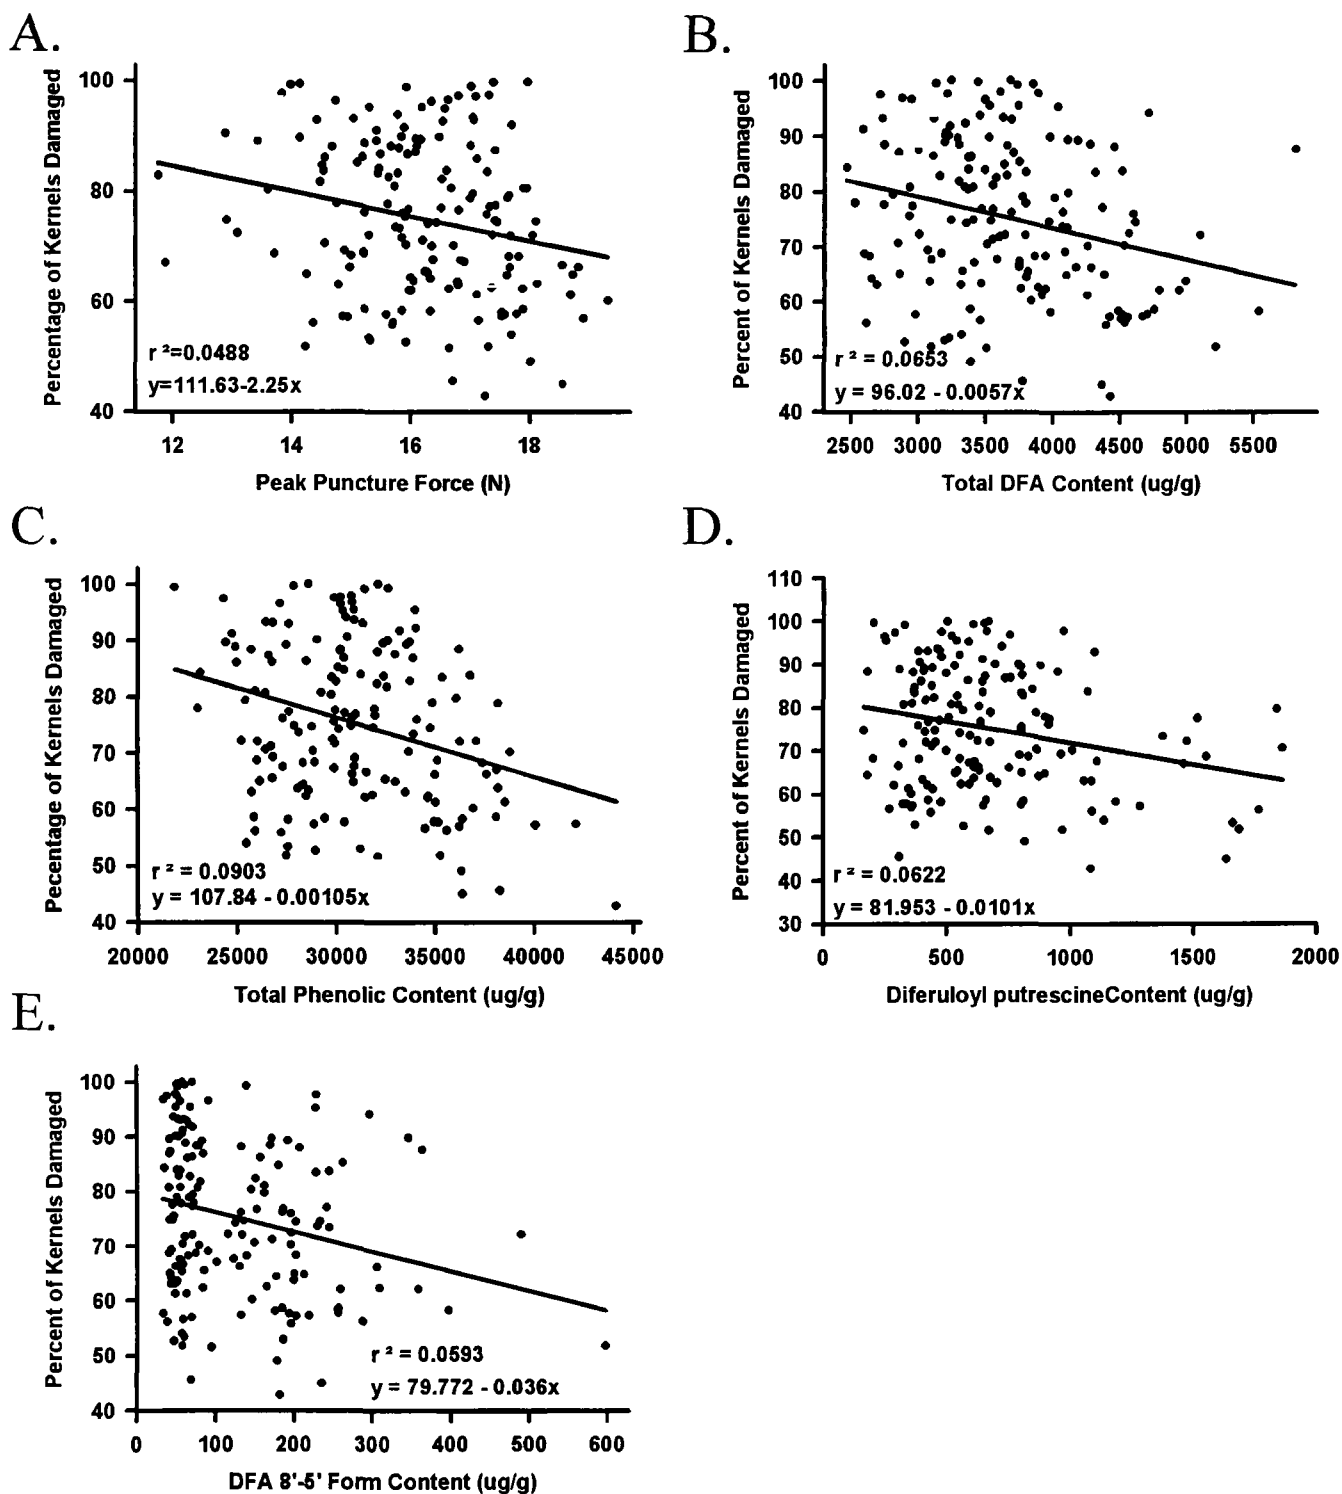 A.
Percentage of Kernels Damaged
100
80
60
40
r ²=0.0488
y=111.63-2.25x
12 14 16 18
Peak Puncture Force (N)
B.
Percent of Kernels Damaged
100
90
80
70
60
50
40
r ² = 0.0653
y = 96.02 - 0.0057x
2500 3000 3500 4000 4500 5000 5500
Total DFA Content (ug/g)
C.
Pecentage of Kernels Damaged
100
90
80
70
60
50
40
r ² = 0.0903
y = 107.84 - 0.00105x
20000 25000 30000 35000 40000 45000
Total Phenolic Content (ug/g)
D.
Percent of Kernels Damaged
110
100
90
80
70
60
50
40
30
r ² = 0.0622
y = 81.953 - 0.0101x
0 500 1000 1500 2000
Diferuloyl putrescineContent (ug/g)
E.
Percent of Kernels Damaged
100
90
80
70
60
50
40
r ² = 0.0593
y = 79.772 - 0.036x
0 100 200 300 400 500 600
DFA 8'-5' Form Content (ug/g)